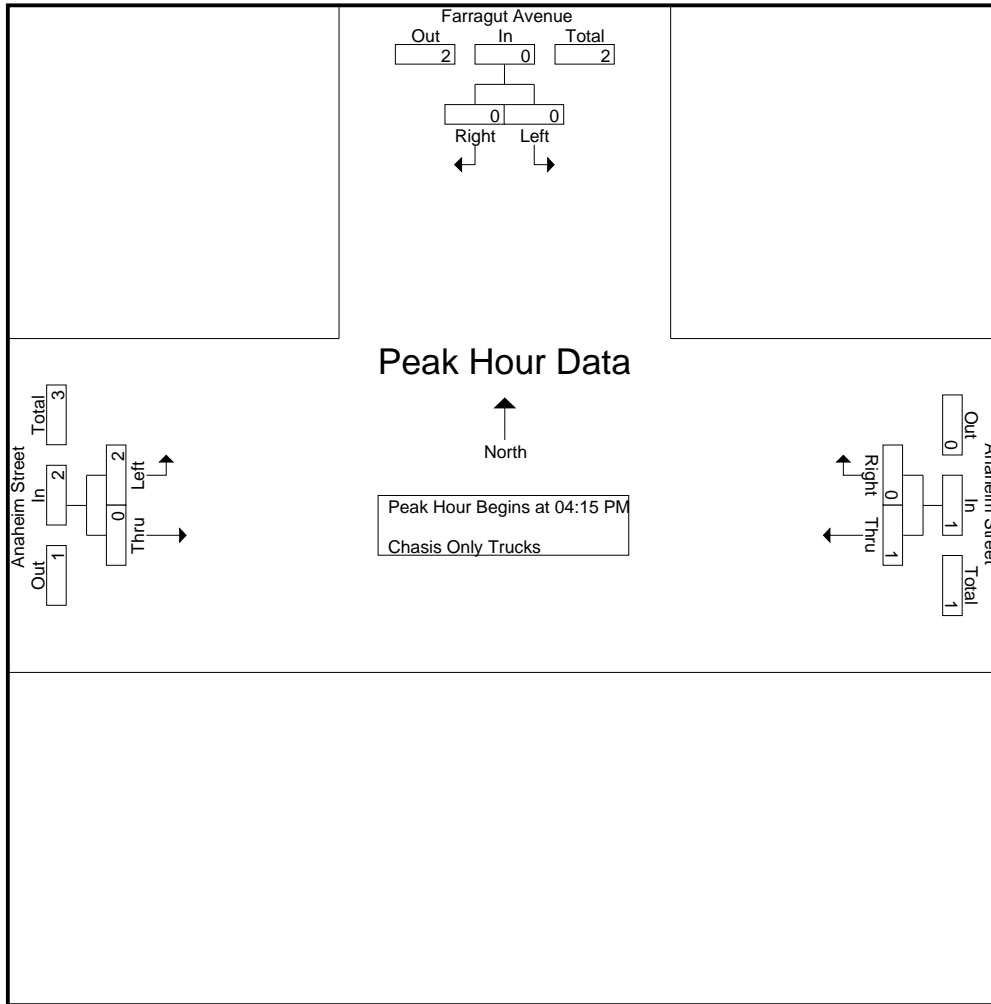 Farragut Avenue
Out In Total
2 0 2
0 0
Right Left
Peak Hour Data
North
Peak Hour Begins at 04:15 PM
Chasis Only Trucks
Anaheim Street
Out In Total
1 2 3
2 0
Left Thru
Anaheim Street
Out In Total
0 1 1
0 1
Right Thru